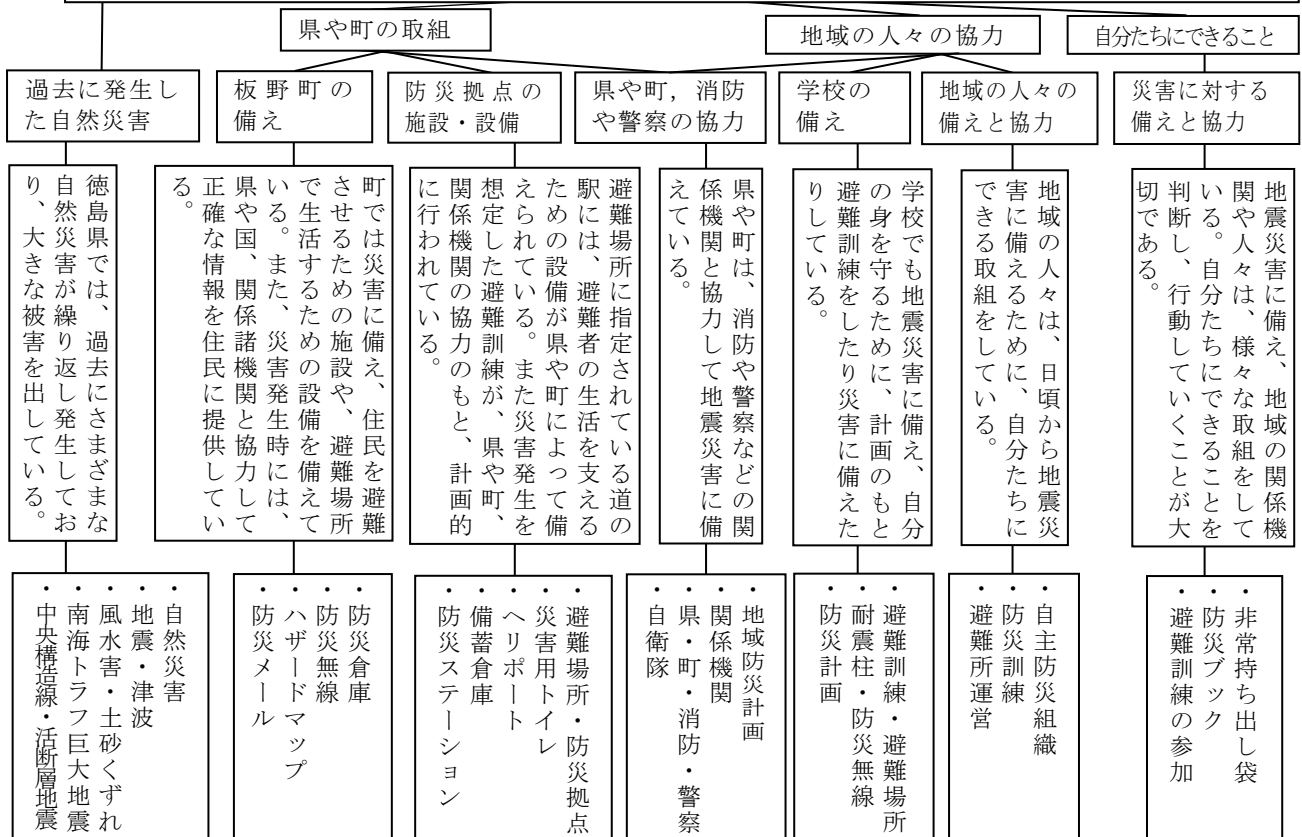 県や町の取組
地域の人々の協力
自分たちにできること
過去に発生し
た自然災害
板野町の
備え
防災拠点の
施設・設備
県や町，消防
や警察の協力
学校の
備え
地域の人々の
備えと協力
災害に対する
備えと協力
徳島県では、過去にさまざまな
自然災害が繰り返し発生してお
り、大きな被害を出している。
町では災害に備え、住民を避難
させるための施設や、避難場所
で生活するための設備を備えて
いる。また、災害発生時には、
県や国、関係諸機関と協力して
正確な情報を住民に提供してい
る。
避難場所に指定されている道の
駅には、避難者の生活を支える
ための設備が県や町によって備
えられている。また災害発生を
想定した避難訓練が、県や町、
関係機関の協力のもと、計画的
に行われている。
県や町は、消防や警察などの関
係機関と協力して地震災害に備
えている。
学校でも地震災害に備え、自分
の身を守るために、計画のもと
避難訓練をしたり災害に備えた
りしている。
地域の人々は、日頃から地震災
害に備えるために、自分たちに
できる取組をしている。
地震災害に備え、地域の関係機
関や人々は、様々な取組をして
いる。自分たちにできることを
判断し、行動していくことが大
切である。
・自然災害
・地震・津波
・風水害・土砂くずれ
・南海トラフ巨大地震
・中央構造線・活断層地震
・防災倉庫
・防災無線
・ハザードマップ
・防災メール
・避難場所・防災拠点
・災害用トイレ
・ヘリポート
・備蓄倉庫
・防災ステーション
・地域防災計画
・関係機関
・県・町・消防・警察
・自衛隊
・避難訓練・避難場所
・耐震柱・防災無線
・防災計画
・自主防災組織
・防災訓練
・避難所運営
・非常持ち出し袋
・防災ブック
・避難訓練の参加